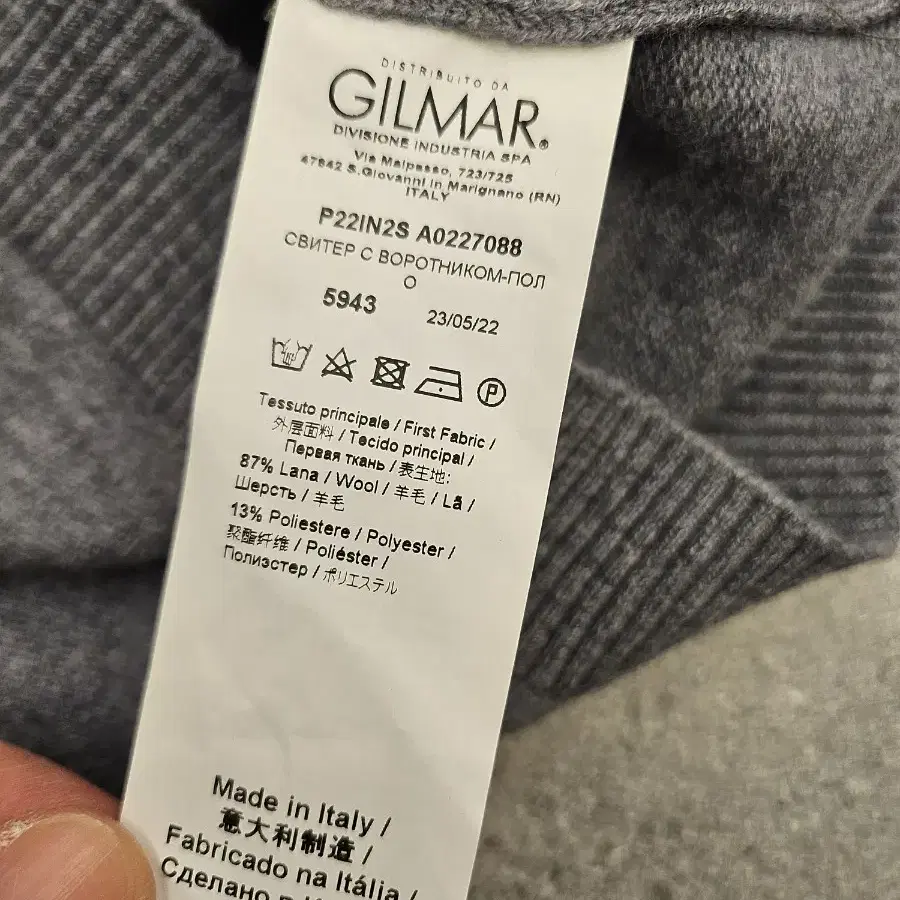 DISTRIBUITO DA
GILMAR®
DIVISIONE INDUSTRIA SPA
Via Malpasso, 723/725
47842 S.Giovanni in Marignano (RN)
ITALY
P22IN2S A0227088
СВИТЕР С ВОРОТНИКОМ-ПОЛ
О
5943 23/05/22
P
Tessuto principale / First Fabric /
外层面料 / Tecido principal /
Первая ткань / 表生地:
87% Lana / Wool / 羊毛 / Lã /
Шерсть / 羊毛
13% Poliestere / Polyester /
聚酯纤维 / Poliéster /
Полиэстер / ポリエステル
Made in Italy /
意大利制造 /
Fabricado na Itália /
Сделано в